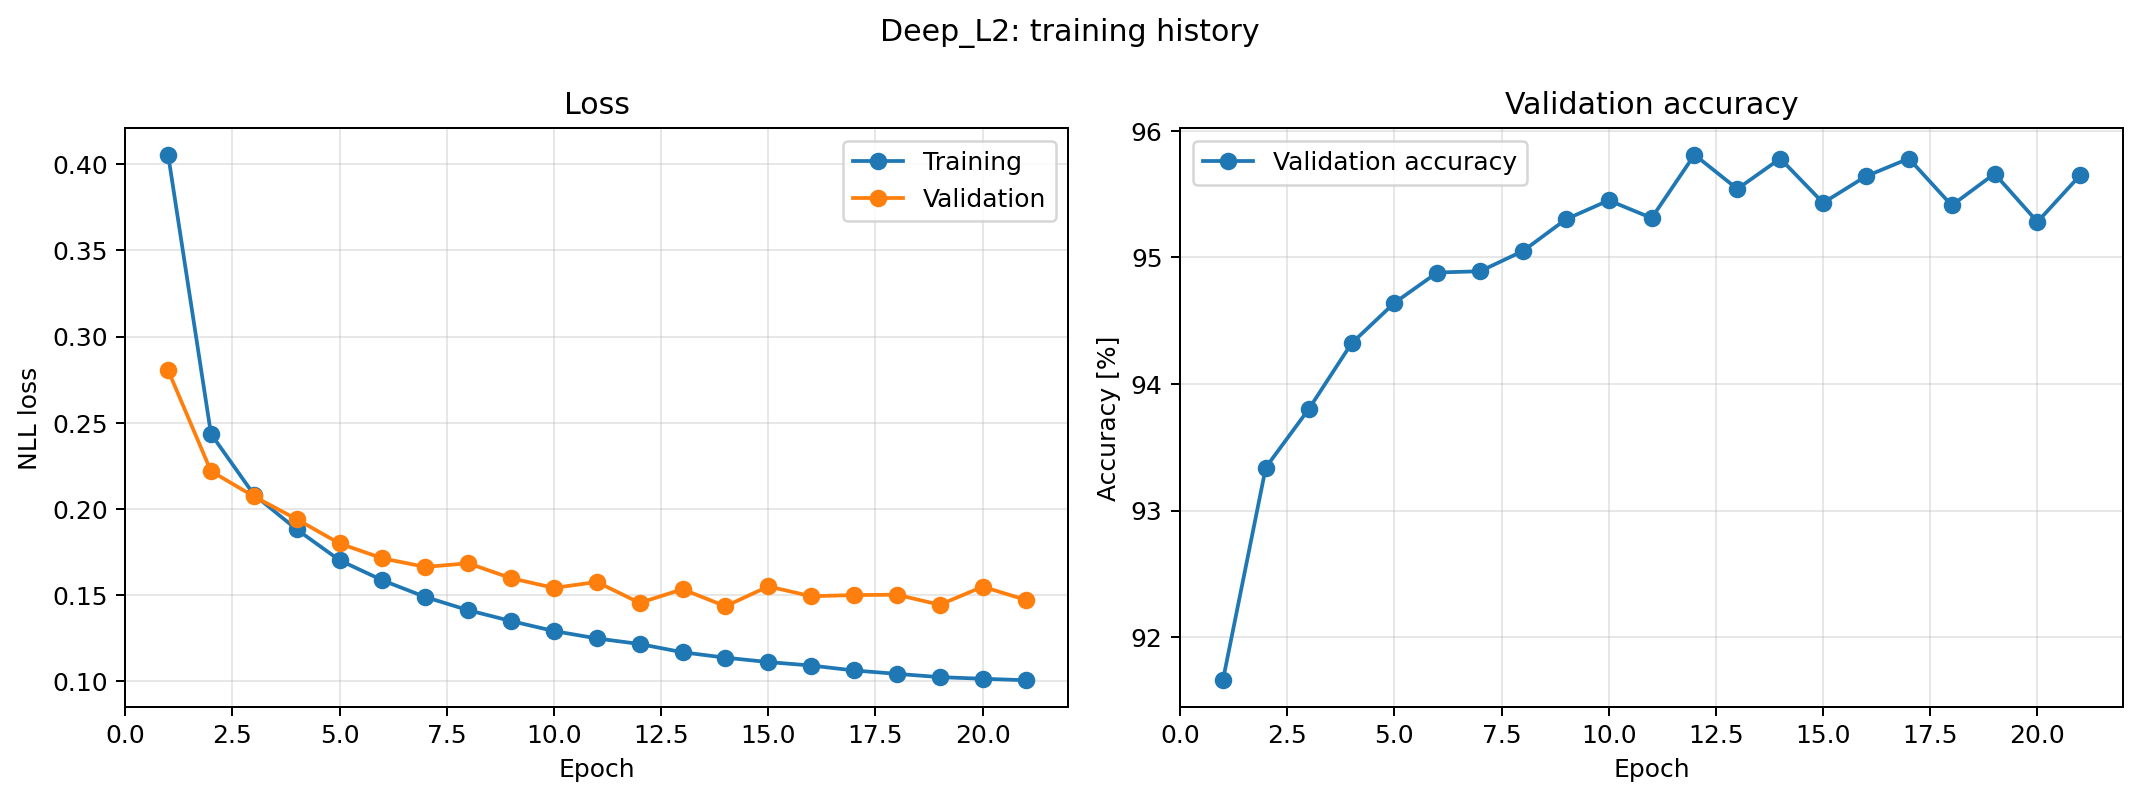 Deep_L2: training history
Loss
Training
Validation
0.40
0.35
0.30
0.25
0.20
0.15
0.10
NLL loss
0.0 2.5 5.0 7.5 10.0 12.5 15.0 17.5 20.0
Epoch
Validation accuracy
Validation accuracy
96
95
94
93
92
Accuracy [%]
0.0 2.5 5.0 7.5 10.0 12.5 15.0 17.5 20.0
Epoch